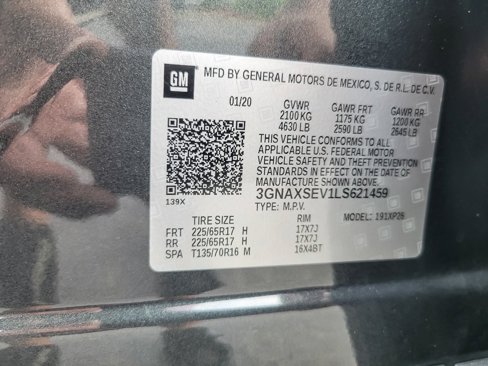 GM
MFD BY GENERAL MOTORS DE MEXICO, S. DE R.L. DE C.V.
01/20 GVWR GAWR FRT GAWR RR
2100 KG 1175 KG 1200 KG
4630 LB 2590 LB 2645 LB
THIS VEHICLE CONFORMS TO ALL
APPLICABLE U.S. FEDERAL MOTOR
VEHICLE SAFETY AND THEFT PREVENTION
STANDARDS IN EFFECT ON THE DATE OF
MANUFACTURE SHOWN ABOVE.
3GNAXSEV1LS621459
139X TYPE: M.P.V. MODEL: 1XP26
TIRE SIZE RIM
FRT 225/65R17 H 17X7J
RR 225/65R17 H 17X7J
SPA T135/70R16 M 16X4BT